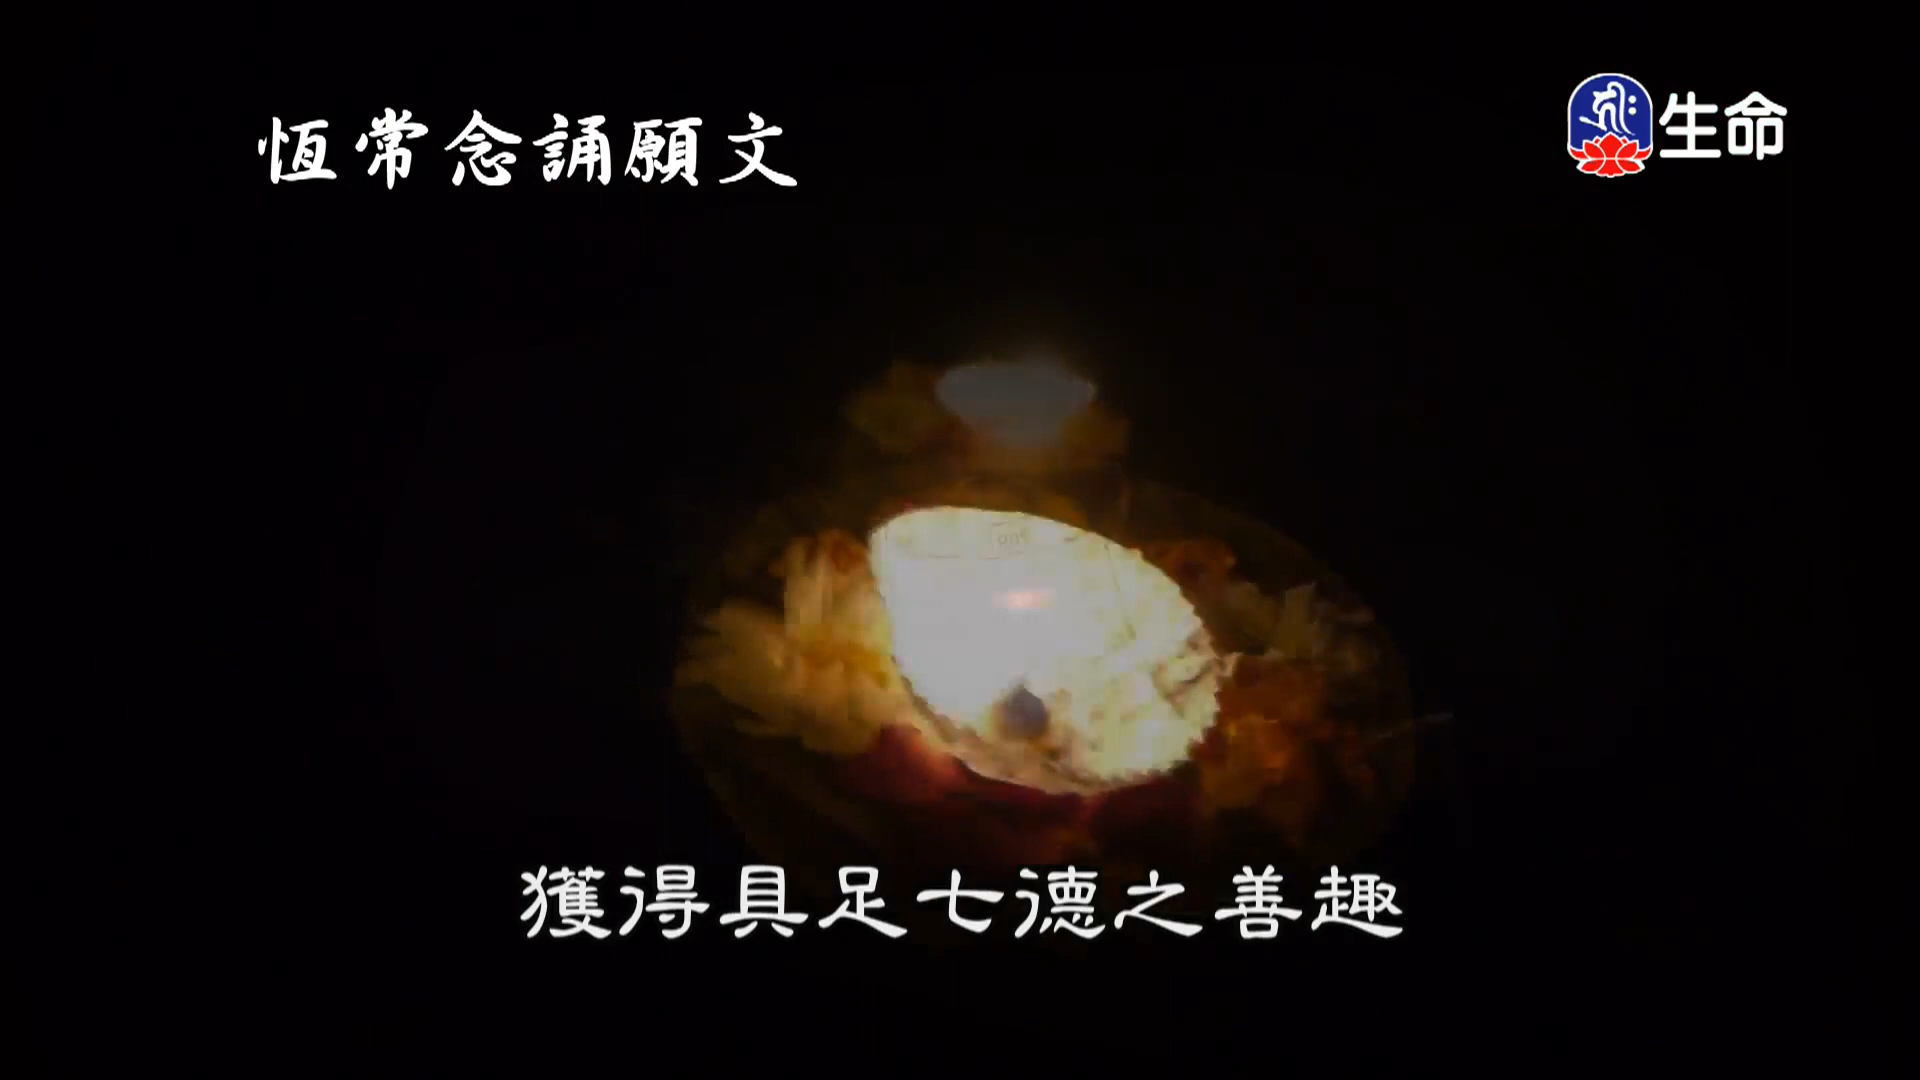 恆常念誦願文
生命
獲得具足七德之善趣